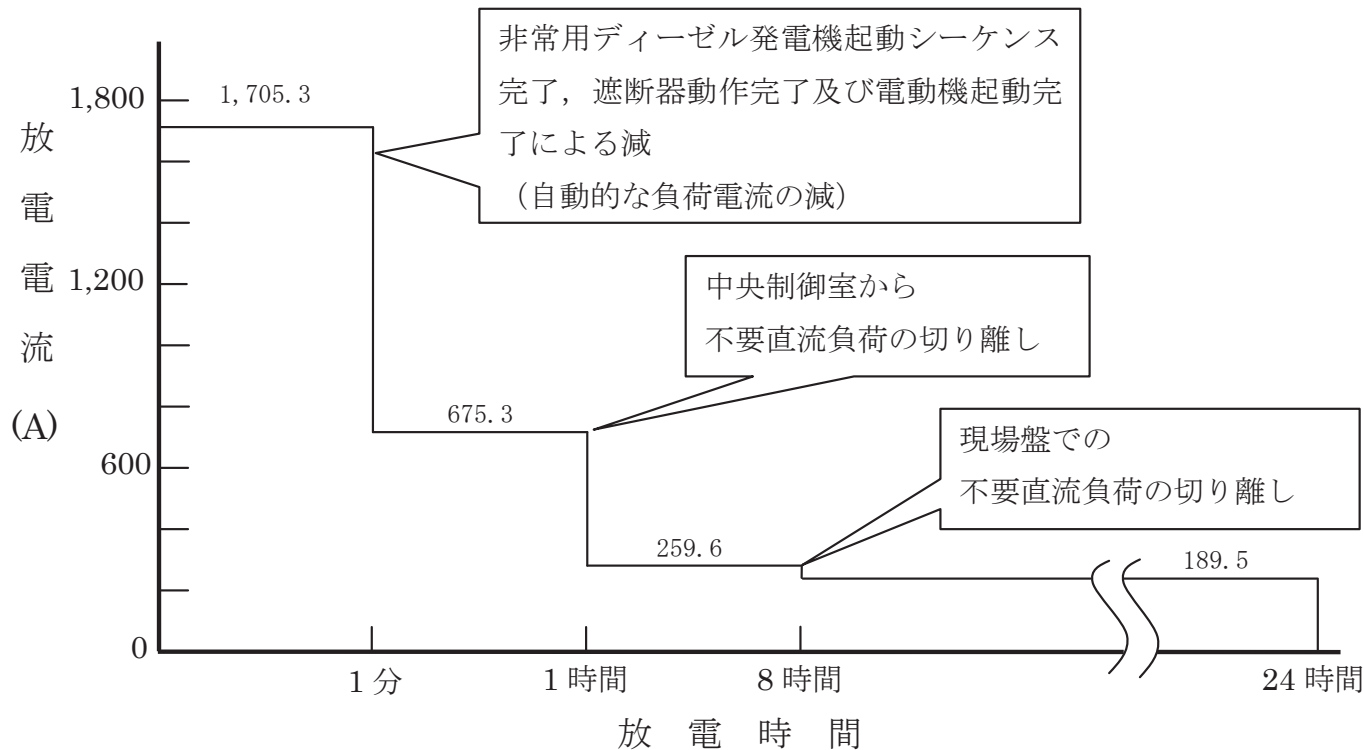 非常用ディーゼル発電機起動シーケンス
完了，遮断器動作完了及び電動機起動完
了による減
（自動的な負荷電流の減）
1,705.3
1,800
放電電流
(A)
1,200
中央制御室から
不要直流負荷の切り離し
675.3
600
現場盤での
不要直流負荷の切り離し
259.6
189.5
0
1分
1時間
8時間
24時間
放電時間